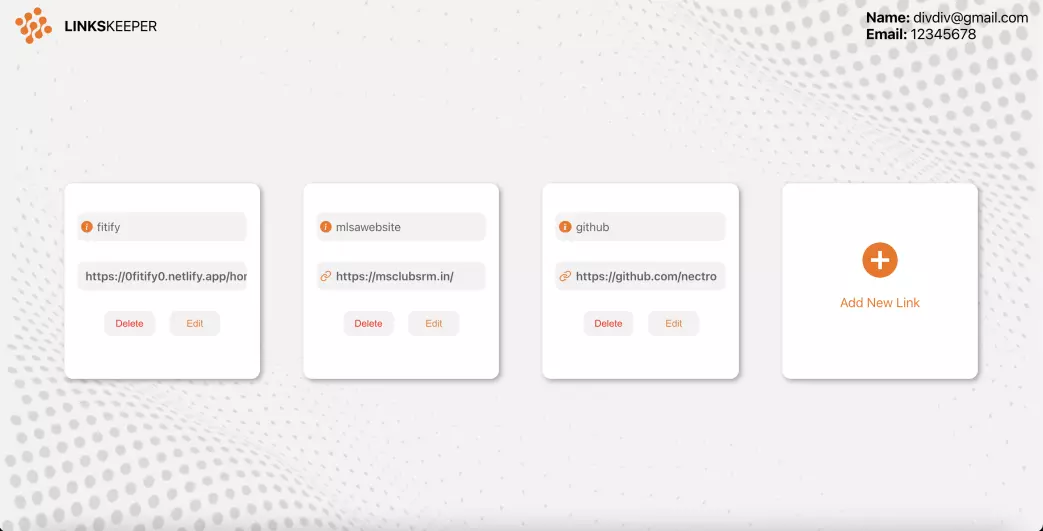 LINKSKEEPER
Name: divdiv@gmail.com
Email: 12345678
fitify
https://0fitify0.netlify.app/hor
Delete
Edit
mlsawebsite
https://msclubsrm.in/
Delete
Edit
github
https://github.com/nectro
Delete
Edit
Add New Link